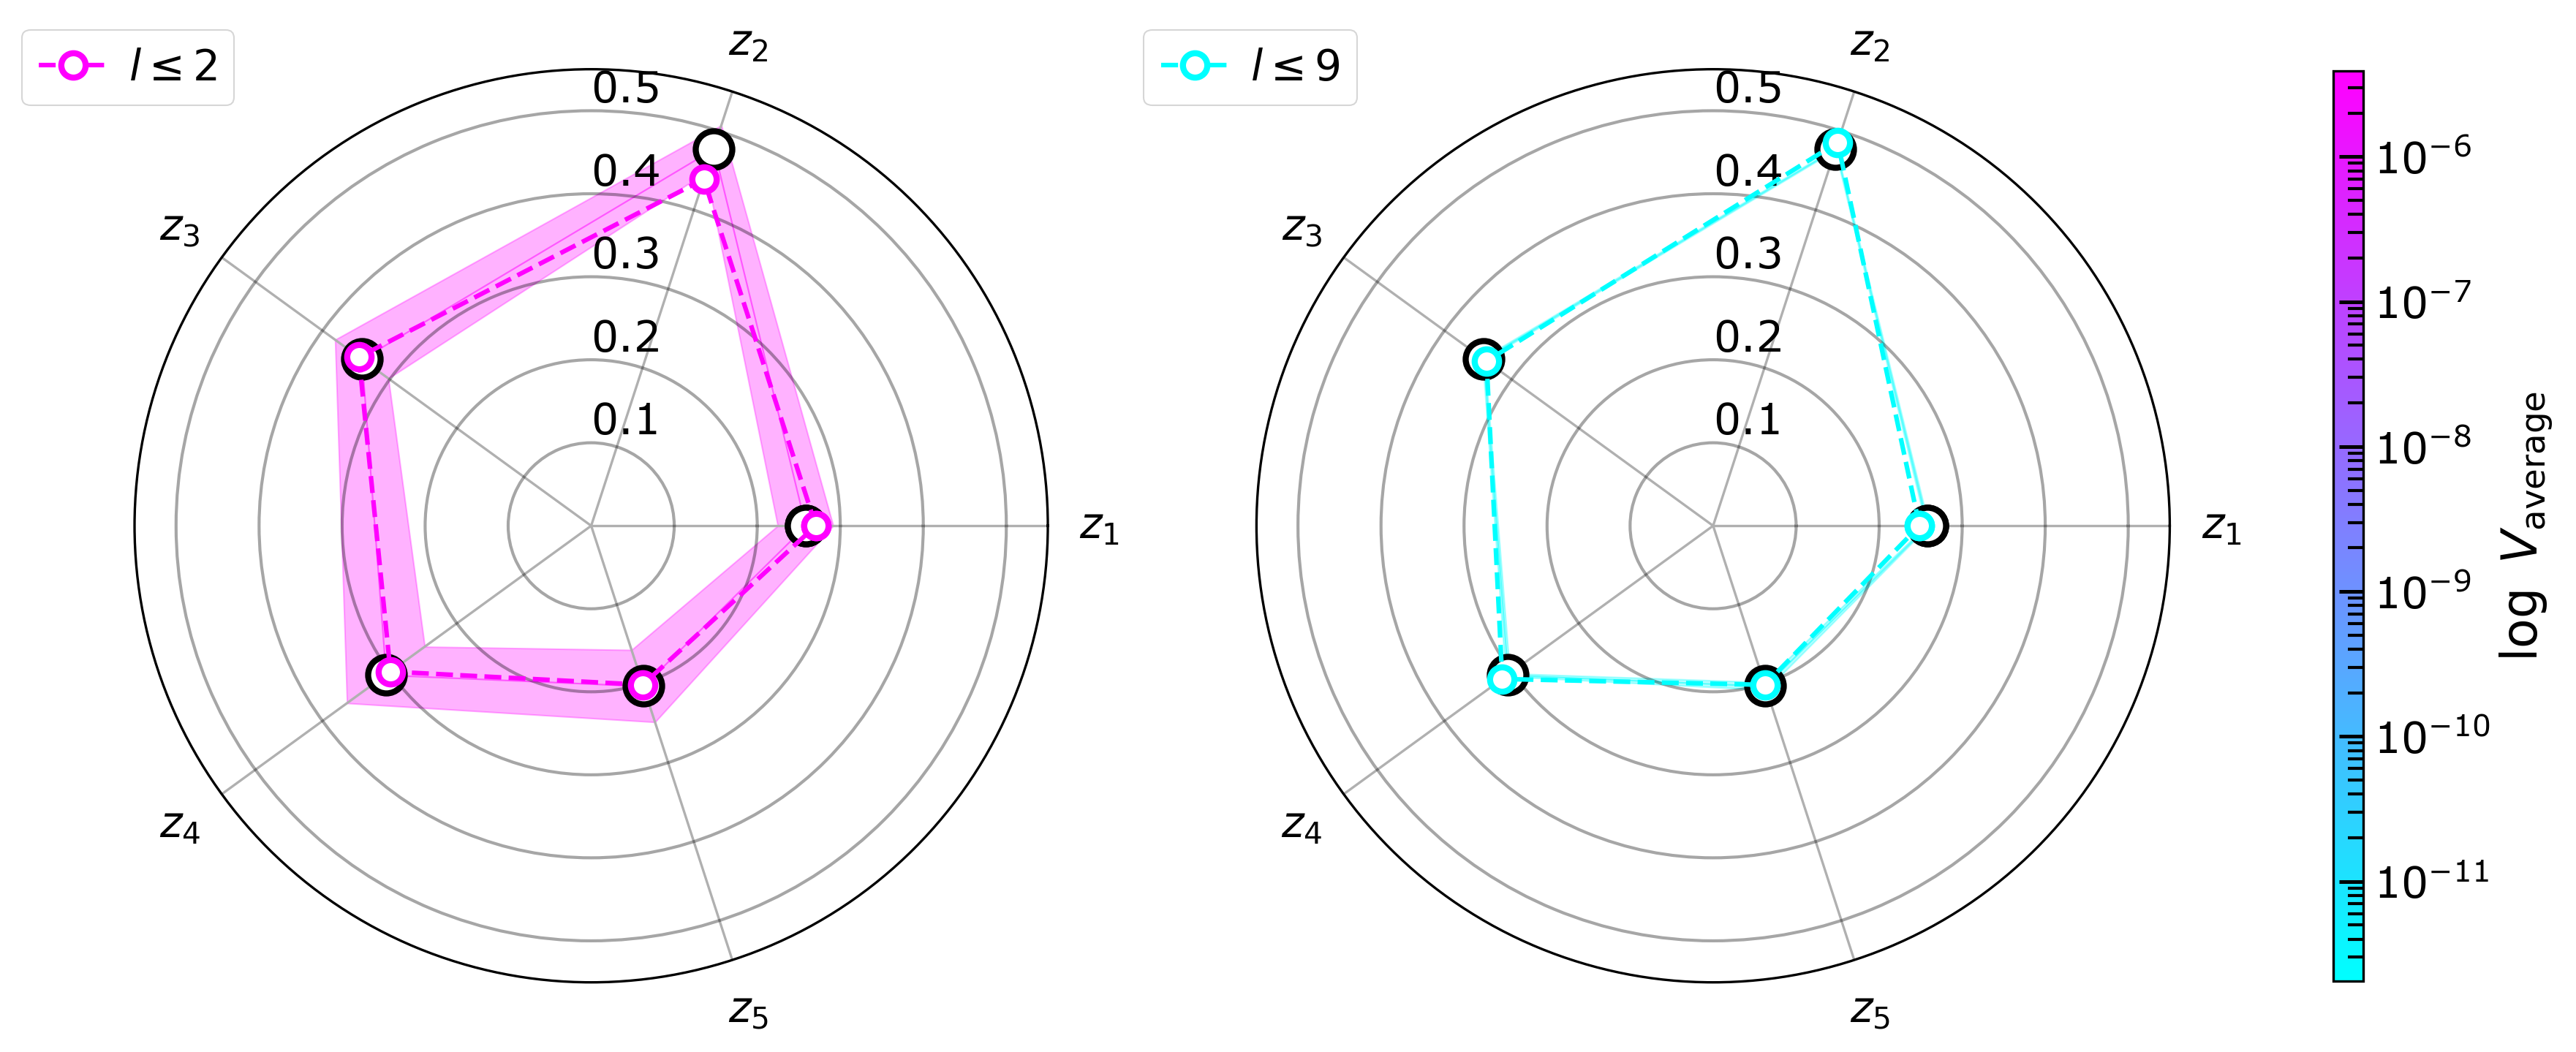 l ≤ 2
z₂
0.5
0.4
0.3
0.2
0.1
z₃
z₁
z₄
z₅
l ≤ 9
z₂
0.5
0.4
0.3
0.2
0.1
z₃
z₁
z₄
z₅
10⁻⁶
10⁻⁷
10⁻⁸
10⁻⁹
10⁻¹⁰
10⁻¹¹
log V_average